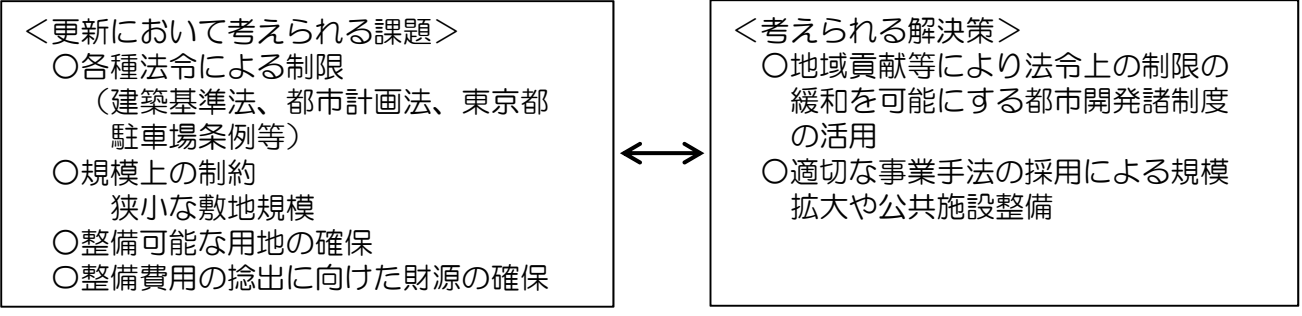 ＜更新において考えられる課題＞
〇各種法令による制限
（建築基準法、都市計画法、東京都
駐車場条例等）
〇規模上の制約
狭小な敷地規模
〇整備可能な用地の確保
〇整備費用の捻出に向けた財源の確保
＜考えられる解決策＞
〇地域貢献等により法令上の制限の
緩和を可能にする都市開発諸制度
の活用
〇適切な事業手法の採用による規模
拡大や公共施設整備